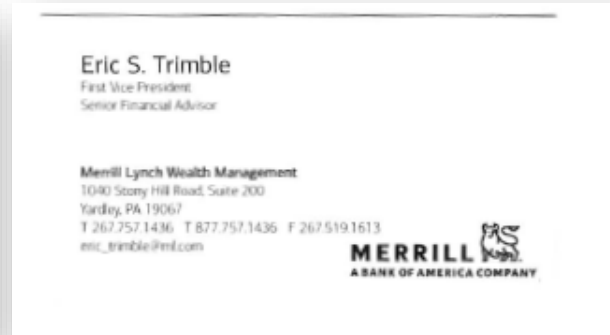 Eric S. Trimble
First Vice President
Senior Financial Advisor
Merrill Lynch Wealth Management
1040 Stony Hill Road, Suite 200
Yardley, PA 19067
T 267.757.1436 T 877.757.1436 F 267.519.1613
eric_trimble@ml.com
MERRILL
A BANK OF AMERICA COMPANY